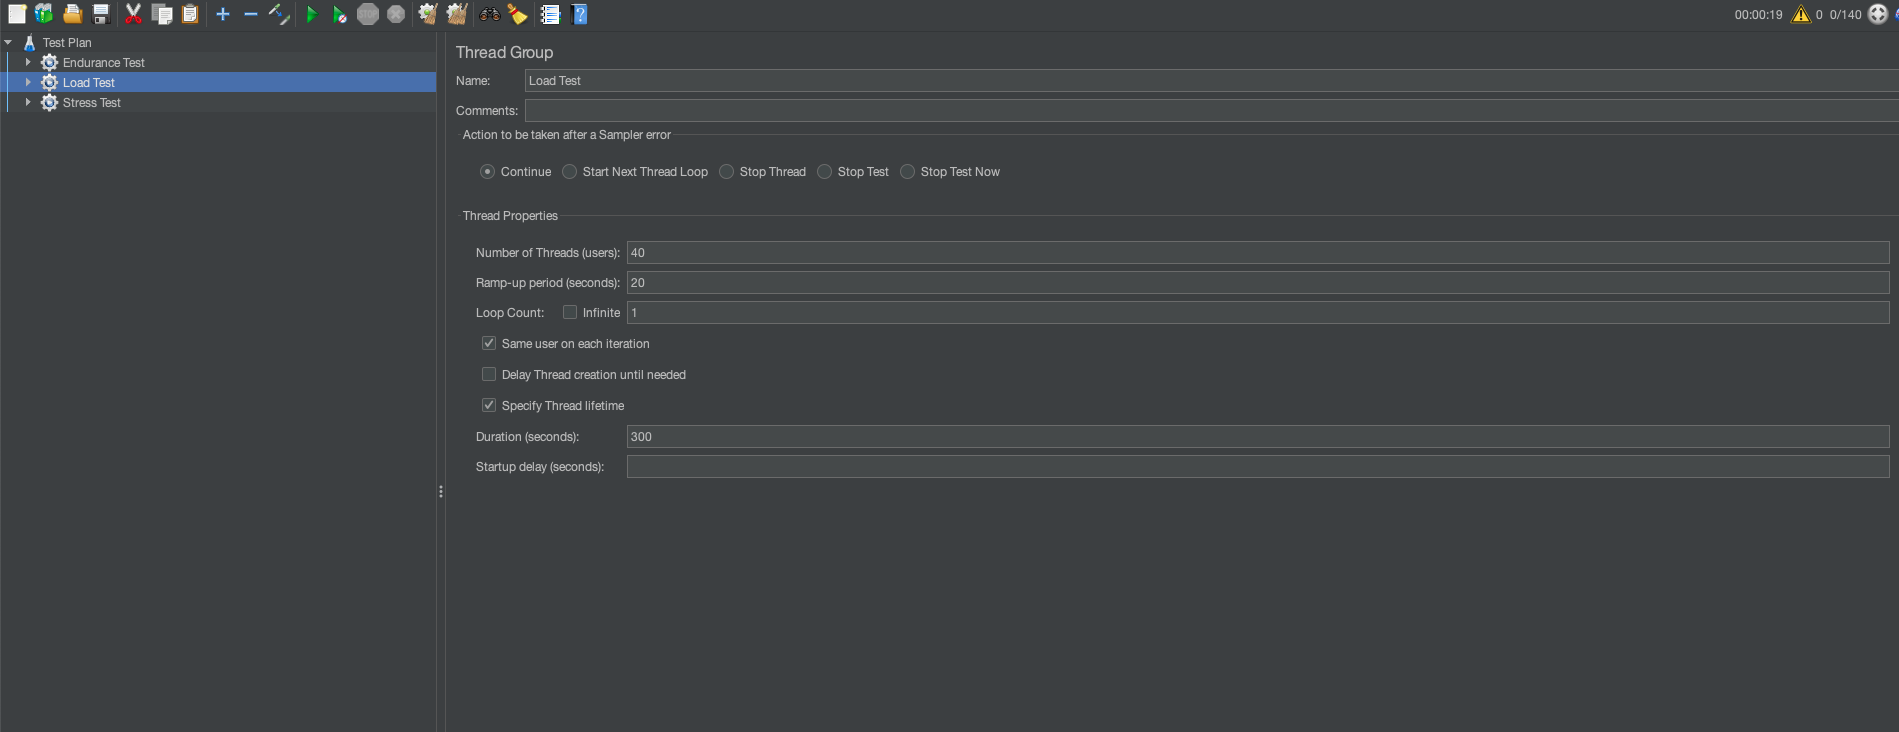 STOP
?
00:00:19 0 0/140
Test Plan
Endurance Test
Load Test
Stress Test
Thread Group
Name: Load Test
Comments:
Action to be taken after a Sampler error
Continue Start Next Thread Loop Stop Thread Stop Test Stop Test Now
Thread Properties
Number of Threads (users): 40
Ramp-up period (seconds): 20
Loop Count: Infinite 1
Same user on each iteration
Delay Thread creation until needed
Specify Thread lifetime
Duration (seconds): 300
Startup delay (seconds):